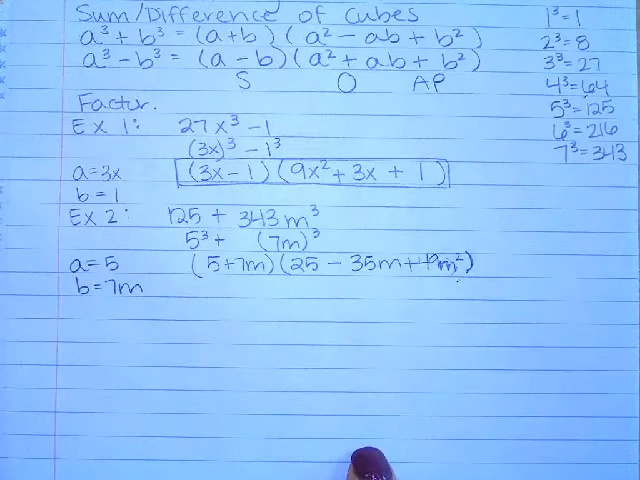 Sum/Difference of Cubes
a³ + b³ = (a+b) (a² - ab + b²)
a³ - b³ = (a - b) (a² + ab + b²)
S O AP
Factor.
Ex 1: 27x³ - 1
(3x)³ - 1³
a = 3x (3x - 1) (9x² + 3x + 1)
b = 1
Ex 2: 125 + 343m³
5³ + (7m)³
a = 5 (5+7m) (25 - 35m + m²)
b = 7m
1³ = 1
2³ = 8
3³ = 27
4³ = 64
5³ = 125
6³ = 216
7³ = 343